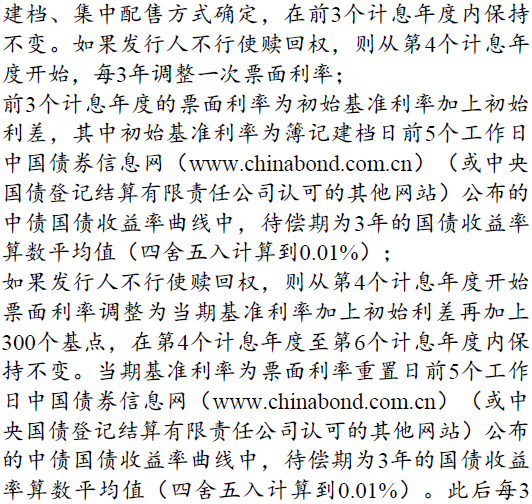 建档、集中配售方式确定，在前3个计息年度内保持
不变。如果发行人不行使赎回权，则从第4个计息年
度开始，每3年调整一次票面利率；
前3个计息年度的票面利率为初始基准利率加上初始
利差，其中初始基准利率为簿记建档日前5个工作日
中国债券信息网（www.chinabond.com.cn）（或中央
国债登记结算有限责任公司认可的其他网站）公布的
中债国债收益率曲线中，待偿期为3年的国债收益率
算数平均值（四舍五入计算到0.01%）；
如果发行人不行使赎回权，则从第4个计息年度开始
票面利率调整为当期基准利率加上初始利差再加上
300个基点，在第4个计息年度至第6个计息年度内保
持不变。当期基准利率为票面利率重置日前5个工作
日中国债券信息网（www.chinabond.com.cn）（或中
央国债登记结算有限责任公司认可的其他网站）公布
的中债国债收益率曲线中，待偿期为3年的国债收益
率算数平均值（四舍五入计算到0.01%）。此后每3